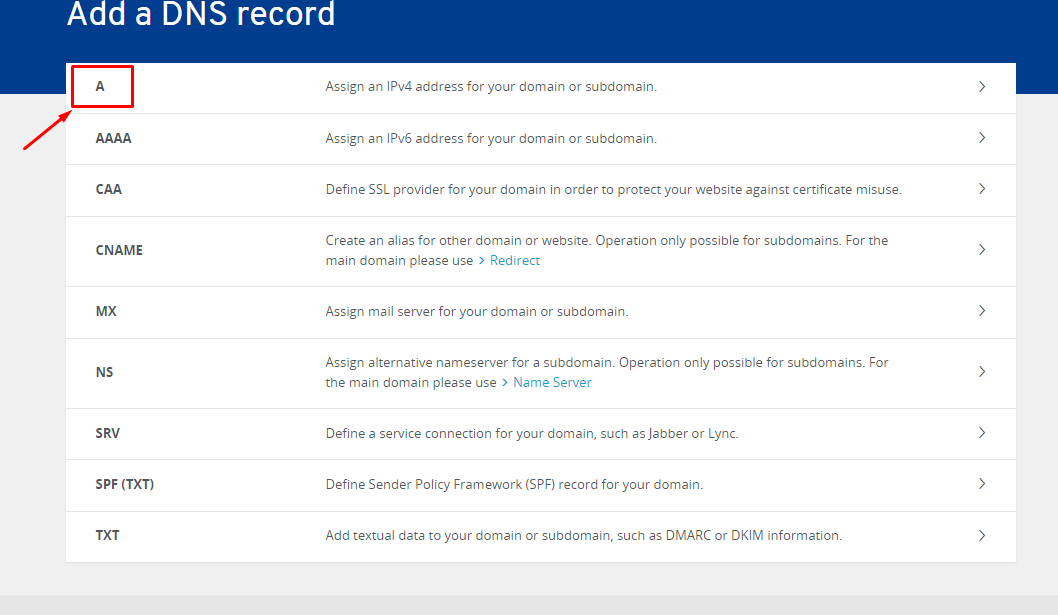 Add a DNS record
A
Assign an IPv4 address for your domain or subdomain.
AAAA
Assign an IPv6 address for your domain or subdomain.
CAA
Define SSL provider for your domain in order to protect your website against certificate misuse.
CNAME
Create an alias for other domain or website. Operation only possible for subdomains. For the
main domain please use > Redirect
MX
Assign mail server for your domain or subdomain.
NS
Assign alternative nameserver for a subdomain. Operation only possible for subdomains. For
the main domain please use > Name Server
SRV
Define a service connection for your domain, such as Jabber or Lync.
SPF (TXT)
Define Sender Policy Framework (SPF) record for your domain.
TXT
Add textual data to your domain or subdomain, such as DMARC or DKIM information.